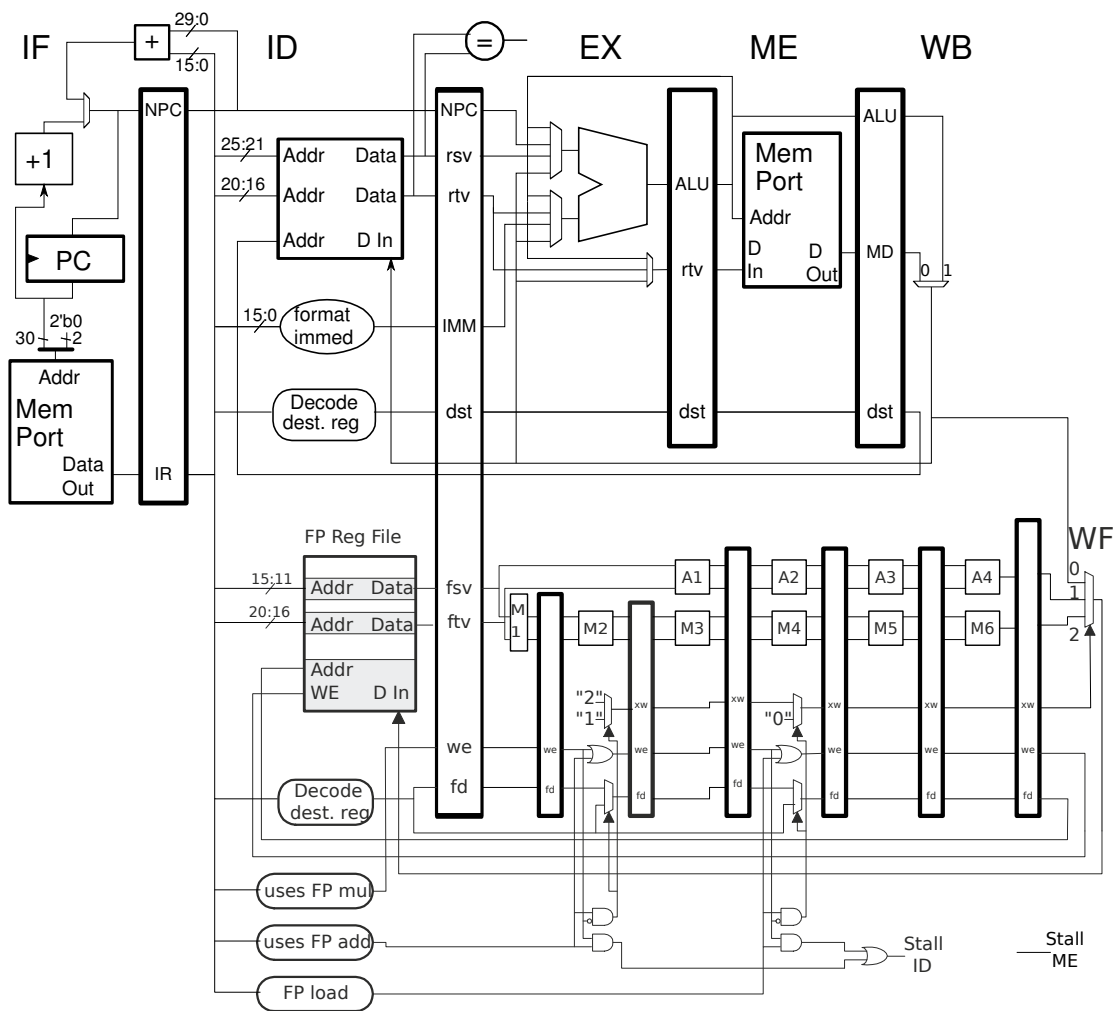 IF
ID
EX
ME
WB
29:0
15:0
+
=
NPC
NPC
ALU
+1
25:21
Addr
Data
rsv
20:16
Addr
Data
rtv
Addr
D In
ALU
Mem
Port
Addr
D
In
D
Out
rtv
MD
0
1
PC
15:0
format
immed
IMM
2'b0
30
2
Addr
Mem
Port
Data
Out
IR
Decode
dest. reg
dst
dst
dst
FP Reg File
WF
15:11
Addr
Data
fsv
20:16
Addr
Data
ftv
Addr
WE
D In
M
1
M2
A1
A2
A3
A4
M3
M4
M5
M6
0
1
2
"2"
"1"
"0"
xw
xw
xw
xw
xw
we
we
we
we
we
we
we
fd
fd
fd
fd
fd
fd
fd
Decode
dest. reg
uses FP mul
uses FP add
FP load
Stall
ID
Stall
ME